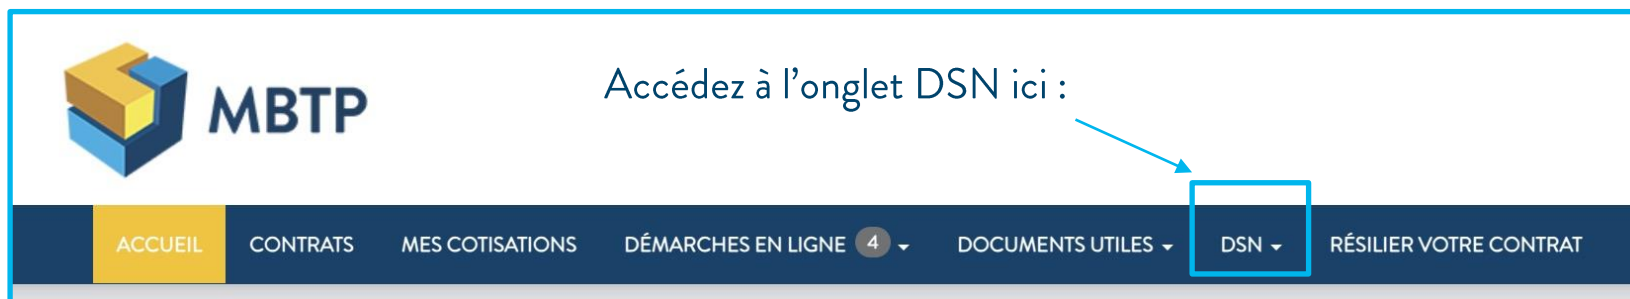 MBTP
Accédez à l'onglet DSN ici :
ACCUEIL CONTRATS MES COTISATIONS DÉMARCHES EN LIGNE 4 DOCUMENTS UTILES DSN RÉSILIER VOTRE CONTRAT